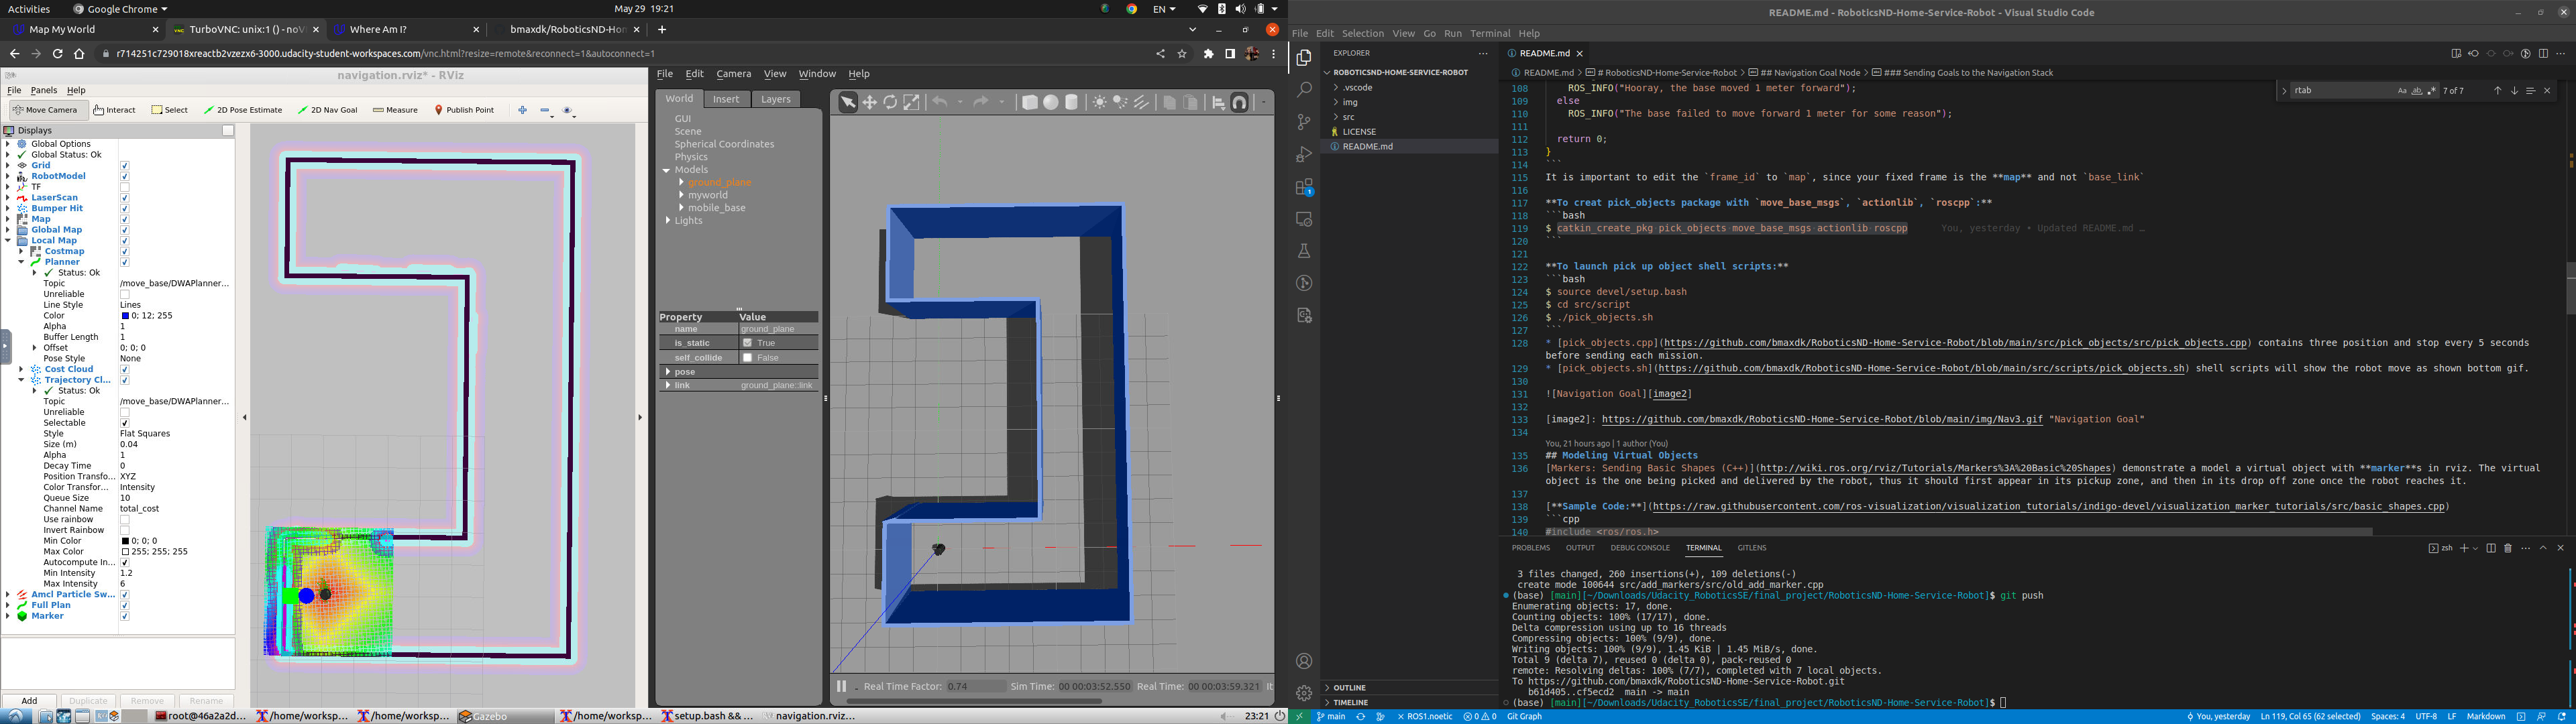 Activities
Google Chrome
May 29 19:21
EN
Map My World
TurboVNC: unix:1 () - noV
Where Am I?
bmaxdk/RoboticsND-Hom
r714251c729018xreactb2vzezx6-3000.udacity-student-workspaces.com/vnc.html?resize=remote&reconnect=1&autoconnect=1
navigation.rviz* - RViz
File Panels Help
Move Camera Interact Select 2D Pose Estimate 2D Nav Goal Measure Publish Point
Displays
Global Options
Global Status: Ok
Grid
RobotModel
TF
LaserScan
Bumper Hit
Map
Global Map
Local Map
Costmap
Planner
Status: Ok
Topic /move_base/DWAPlanner...
Unreliable
Line Style Lines
Color 0; 12; 255
Alpha 1
Buffer Length 1
Offset 0; 0; 0
Pose Style None
Cost Cloud
Trajectory Cl...
Status: Ok
Topic /move_base/DWAPlanner...
Unreliable
Selectable
Style Flat Squares
Size (m) 0.04
Alpha 1
Decay Time 0
Position Transfo... XYZ
Color Transfor... Intensity
Queue Size 10
Channel Name total_cost
Use rainbow
Invert Rainbow
Min Color 0; 0; 0
Max Color 255; 255; 255
Autocompute In...
Min Intensity 1.2
Max Intensity 6
Amcl Particle Sw...
Full Plan
Marker
Add Duplicate Remove Rename
File Edit Camera View Window Help
World Insert Layers
GUI
Scene
Spherical Coordinates
Physics
Models
ground_plane
myworld
mobile_base
Lights
Property Value
name ground_plane
is_static True
self_collide False
pose
link ground_plane::link
Real Time Factor: 0.74 Sim Time: 00 00:03:52.550 Real Time: 00 00:03:59.321 It
root@46a2a2d... /home/worksp... /home/worksp... Gazebo /home/worksp... setup.bash && ... navigation.rviz... 23:21
README.md - RoboticsND-Home-Service-Robot - Visual Studio Code
File Edit Selection View Go Run Terminal Help
EXPLORER
ROBOTICSND-HOME-SERVICE-ROBOT
.vscode
img
src
LICENSE
README.md
OUTLINE
TIMELINE
README.md
README.md > # RoboticsND-Home-Service-Robot > ## Navigation Goal Node > ### Sending Goals to the Navigation Stack
rtab Aa ab 7 of 7
108 ROS_INFO("Hooray, the base moved 1 meter forward");
109 else
110 ROS_INFO("The base failed to move forward 1 meter for some reason");
111
112 return 0;
113 }
114 ```
115 It is important to edit the `frame_id` to `map`, since your fixed frame is the **map** and not `base_link`
116
117 **To creat pick_objects package with `move_base_msgs`, `actionlib`, `roscpp`:**
118 ```bash
119 $ catkin_create_pkg pick_objects move_base_msgs actionlib roscpp You, yesterday • Updated README.md …
120 ```
121
122 **To launch pick up object shell scripts:**
123 ```bash
124 $ source devel/setup.bash
125 $ cd src/script
126 $ ./pick_objects.sh
127 ```
128 * [pick_objects.cpp](https://github.com/bmaxdk/RoboticsND-Home-Service-Robot/blob/main/src/pick_objects/src/pick_objects.cpp) contains three position and stop every 5 seconds
before sending each mission.
129 * [pick_objects.sh](https://github.com/bmaxdk/RoboticsND-Home-Service-Robot/blob/main/src/scripts/pick_objects.sh) shell scripts will show the robot move as shown bottom gif.
130
131 ![Navigation Goal][image2]
132
133 [image2]: https://github.com/bmaxdk/RoboticsND-Home-Service-Robot/blob/main/img/Nav3.gif "Navigation Goal"
134
You, 21 hours ago | 1 author (You)
135 ## Modeling Virtual Objects
136 [Markers: Sending Basic Shapes (C++)](http://wiki.ros.org/rviz/Tutorials/Markers%3A%20Basic%20Shapes) demonstrate a model a virtual object with **marker**s in rviz. The virtual
object is the one being picked and delivered by the robot, thus it should first appear in its pickup zone, and then in its drop off zone once the robot reaches it.
137
138 [**Sample Code:**](https://raw.githubusercontent.com/ros-visualization/visualization_tutorials/indigo-devel/visualization_marker_tutorials/src/basic_shapes.cpp)
139 ```cpp
140 #include <ros/ros.h>
PROBLEMS OUTPUT DEBUG CONSOLE TERMINAL GITLENS
zsh
3 files changed, 260 insertions(+), 109 deletions(-)
create mode 100644 src/add_markers/src/old_add_marker.cpp
(base) [main][~/Downloads/Udacity_RoboticsSE/final_project/RoboticsND-Home-Service-Robot]$ git push
Enumerating objects: 17, done.
Counting objects: 100% (17/17), done.
Delta compression using up to 16 threads
Compressing objects: 100% (9/9), done.
Writing objects: 100% (9/9), 1.45 KiB | 1.45 MiB/s, done.
Total 9 (delta 7), reused 0 (delta 0), pack-reused 0
remote: Resolving deltas: 100% (7/7), completed with 7 local objects.
To https://github.com/bmaxdk/RoboticsND-Home-Service-Robot.git
b61d405..cf5ecd2 main -> main
(base) [main][~/Downloads/Udacity_RoboticsSE/final_project/RoboticsND-Home-Service-Robot]$
main ROS1.noetic 0 0 Git Graph You, yesterday Ln 119, Col 65 (62 selected) Spaces: 4 UTF-8 LF Markdown